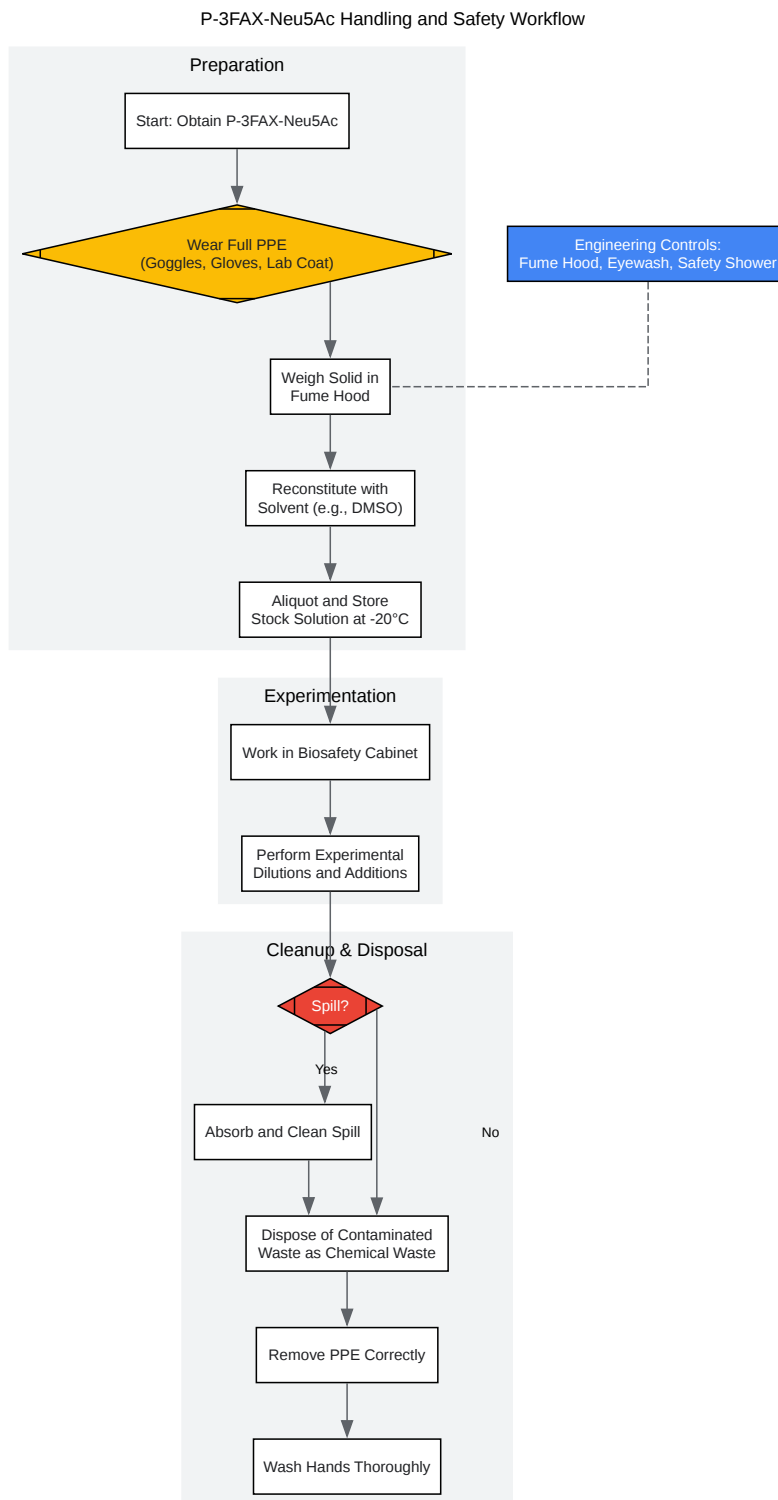 P-3FAX-Neu5Ac Handling and Safety Workflow
Preparation
Start: Obtain P-3FAX-Neu5Ac
Wear Full PPE
(Goggles, Gloves, Lab Coat)
Engineering Controls:
Fume Hood, Eyewash, Safety Shower
Weigh Solid in
Fume Hood
Reconstitute with
Solvent (e.g., DMSO)
Aliquot and Store
Stock Solution at -20°C
Experimentation
Work in Biosafety Cabinet
Perform Experimental
Dilutions and Additions
Cleanup & Disposal
Spill?
Yes
Absorb and Clean Spill
No
Dispose of Contaminated
Waste as Chemical Waste
Remove PPE Correctly
Wash Hands Thoroughly